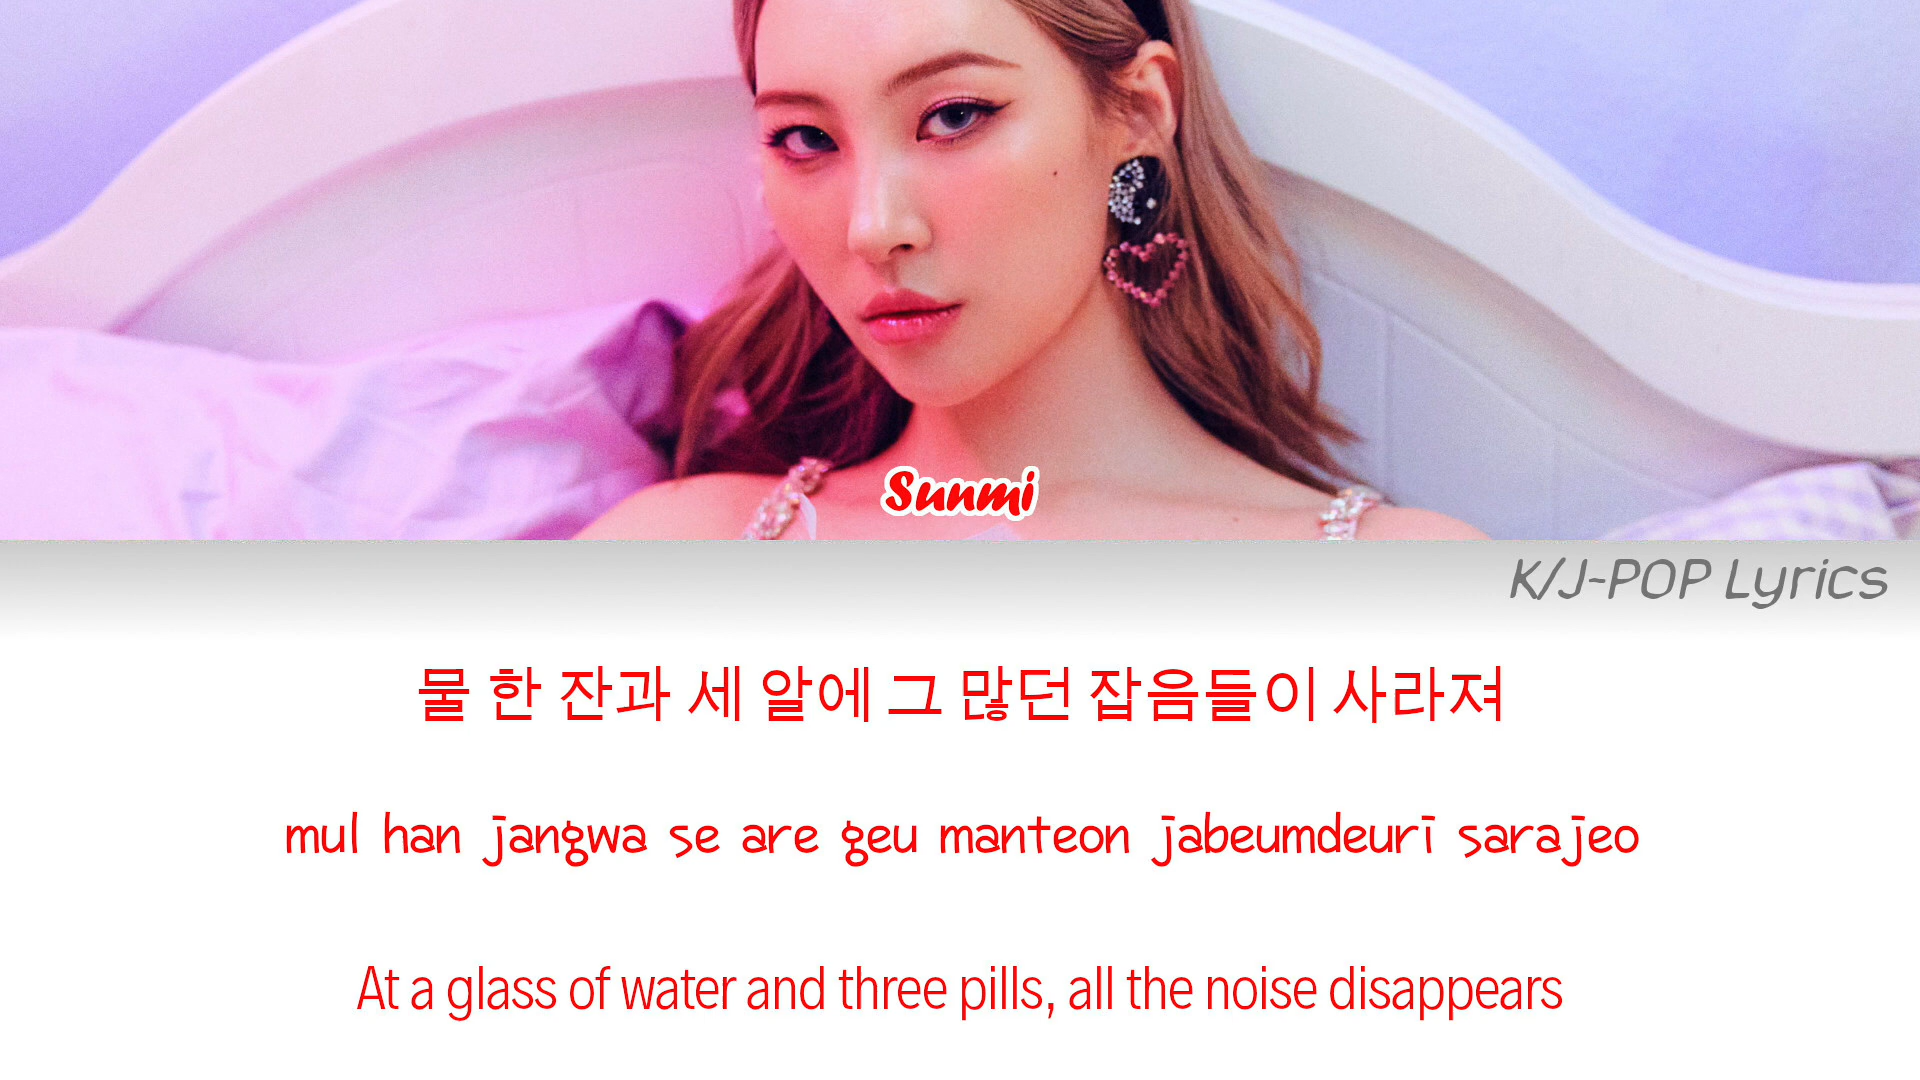 Sunmi
K/J-POP Lyrics
물 한 잔과 세 알에 그 많던 잡음들이 사라져
mul han jangwa se are geu manteon jabeumdeuri sarajeo
At a glass of water and three pills, all the noise disappears